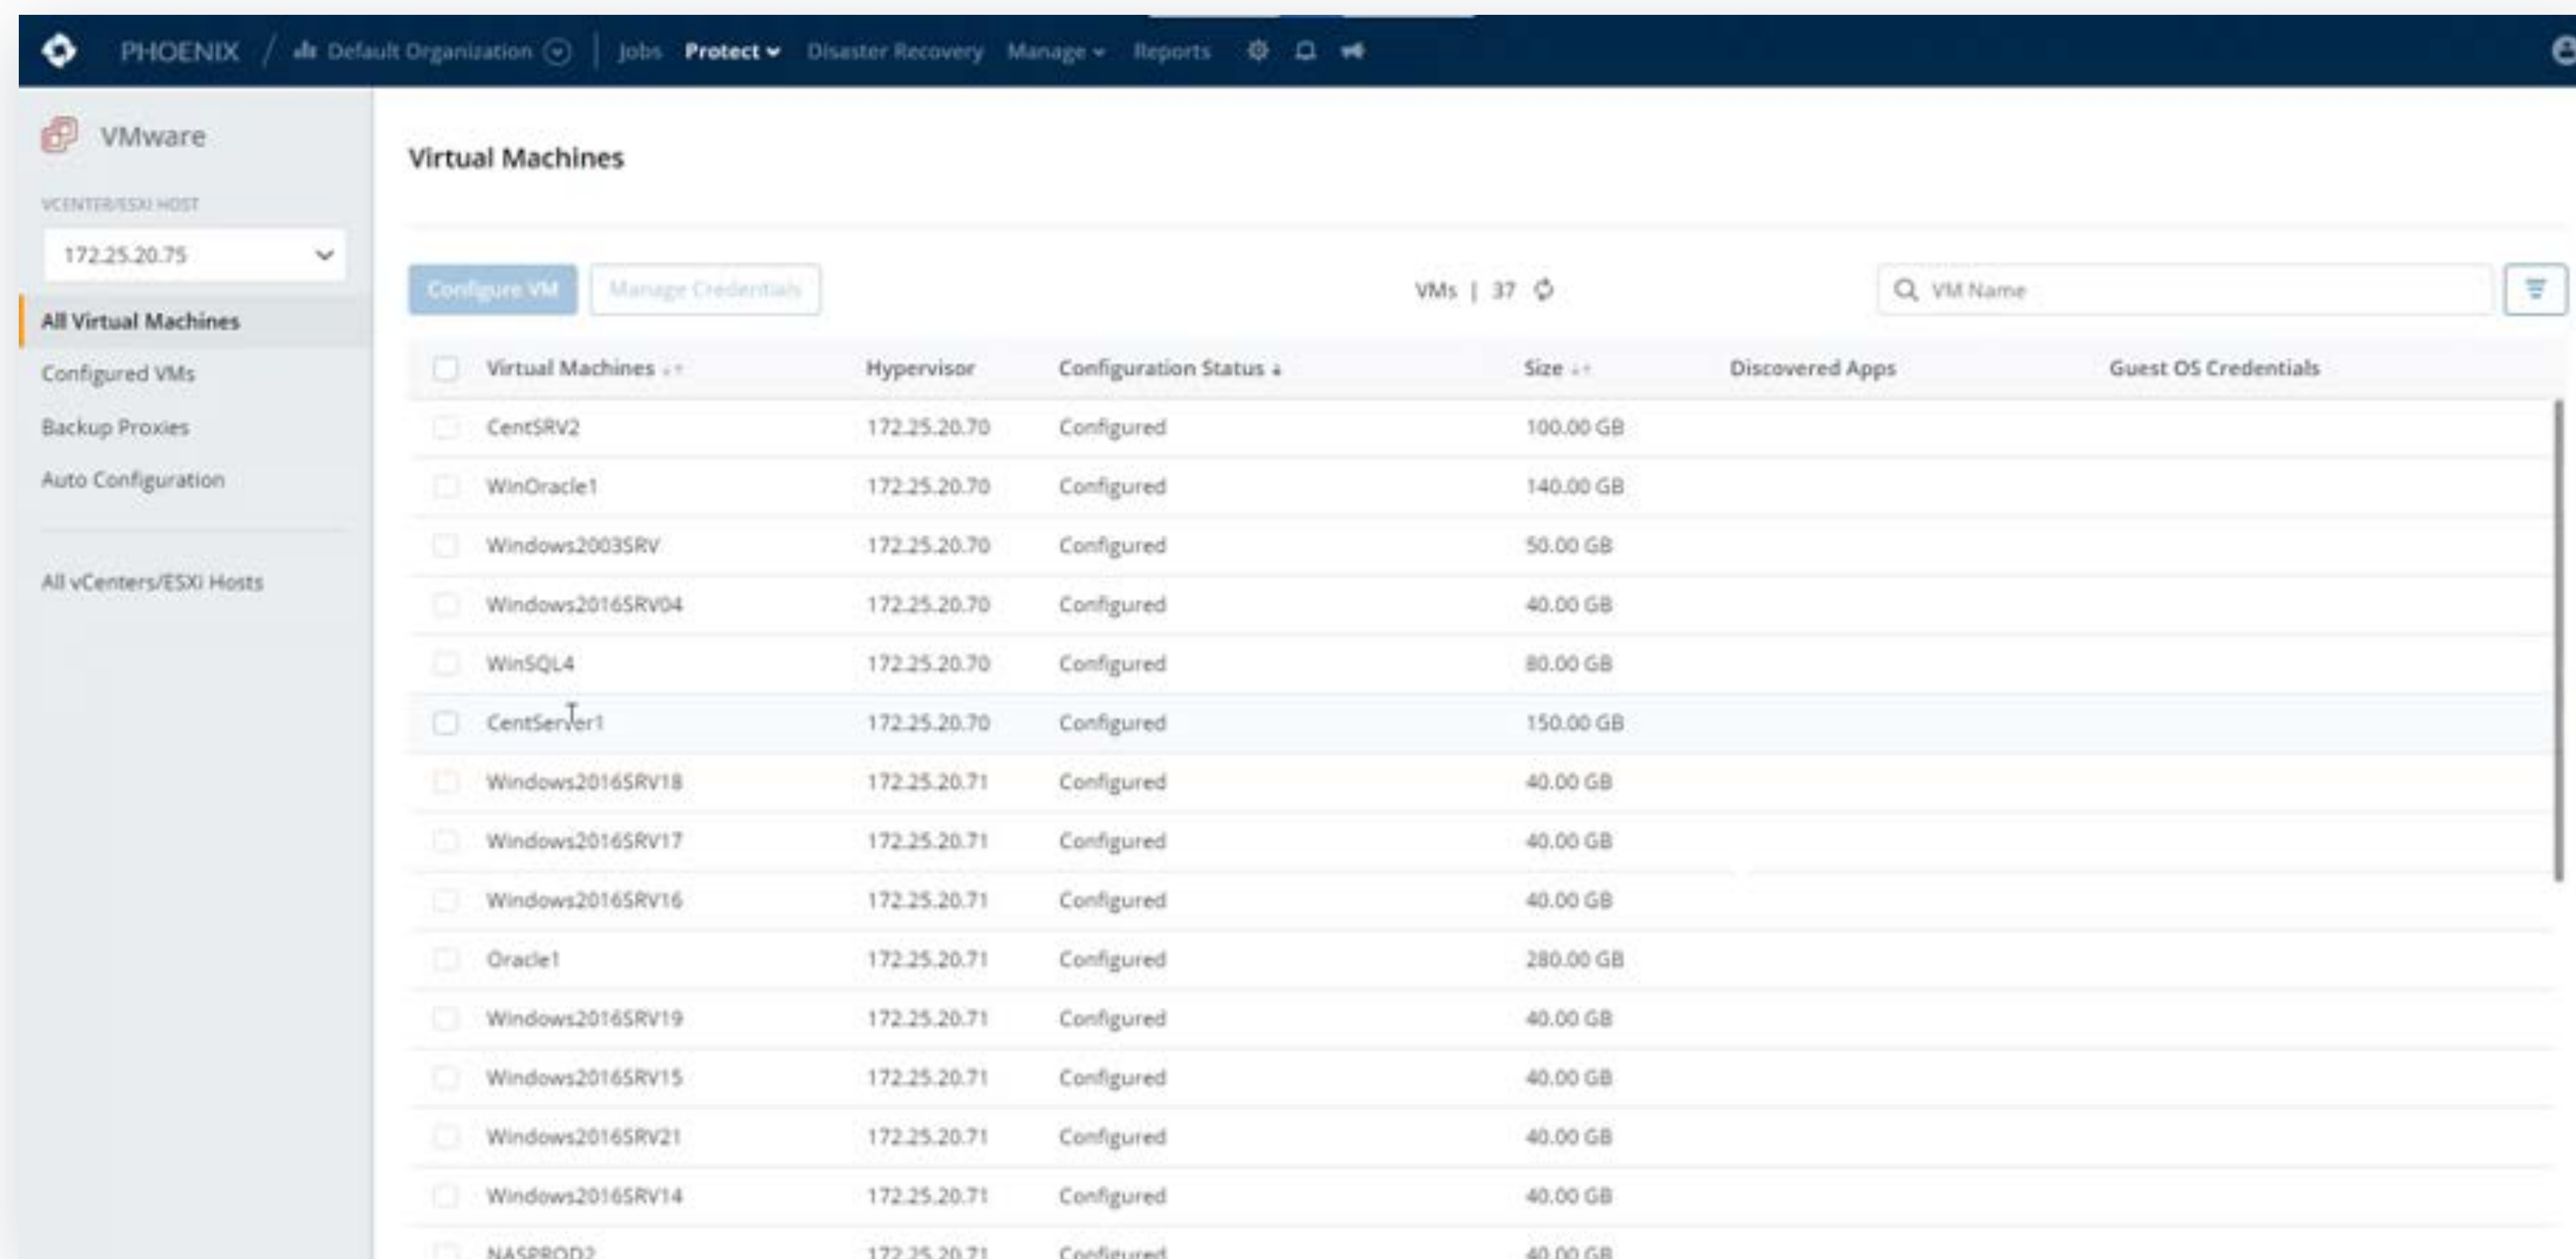 PHOENIX / Default Organization | Jobs Protect Disaster Recovery Manage Reports
VMware
VCENTER/ESXI HOST
172.25.20.75
All Virtual Machines
Configured VMs
Backup Proxies
Auto Configuration
All vCenters/ESXi Hosts
Virtual Machines
Configure VM Manage Credentials VMs | 37 VM Name
Virtual Machines Hypervisor Configuration Status Size Discovered Apps Guest OS Credentials
CentSRV2 172.25.20.70 Configured 100.00 GB
WinOracle1 172.25.20.70 Configured 140.00 GB
Windows2003SRV 172.25.20.70 Configured 50.00 GB
Windows2016SRV04 172.25.20.70 Configured 40.00 GB
WinSQL4 172.25.20.70 Configured 80.00 GB
CentServer1 172.25.20.70 Configured 150.00 GB
Windows2016SRV18 172.25.20.71 Configured 40.00 GB
Windows2016SRV17 172.25.20.71 Configured 40.00 GB
Windows2016SRV16 172.25.20.71 Configured 40.00 GB
Oracle1 172.25.20.71 Configured 280.00 GB
Windows2016SRV19 172.25.20.71 Configured 40.00 GB
Windows2016SRV15 172.25.20.71 Configured 40.00 GB
Windows2016SRV21 172.25.20.71 Configured 40.00 GB
Windows2016SRV14 172.25.20.71 Configured 40.00 GB
NASPROD2 172.25.20.71 Configured 40.00 GB